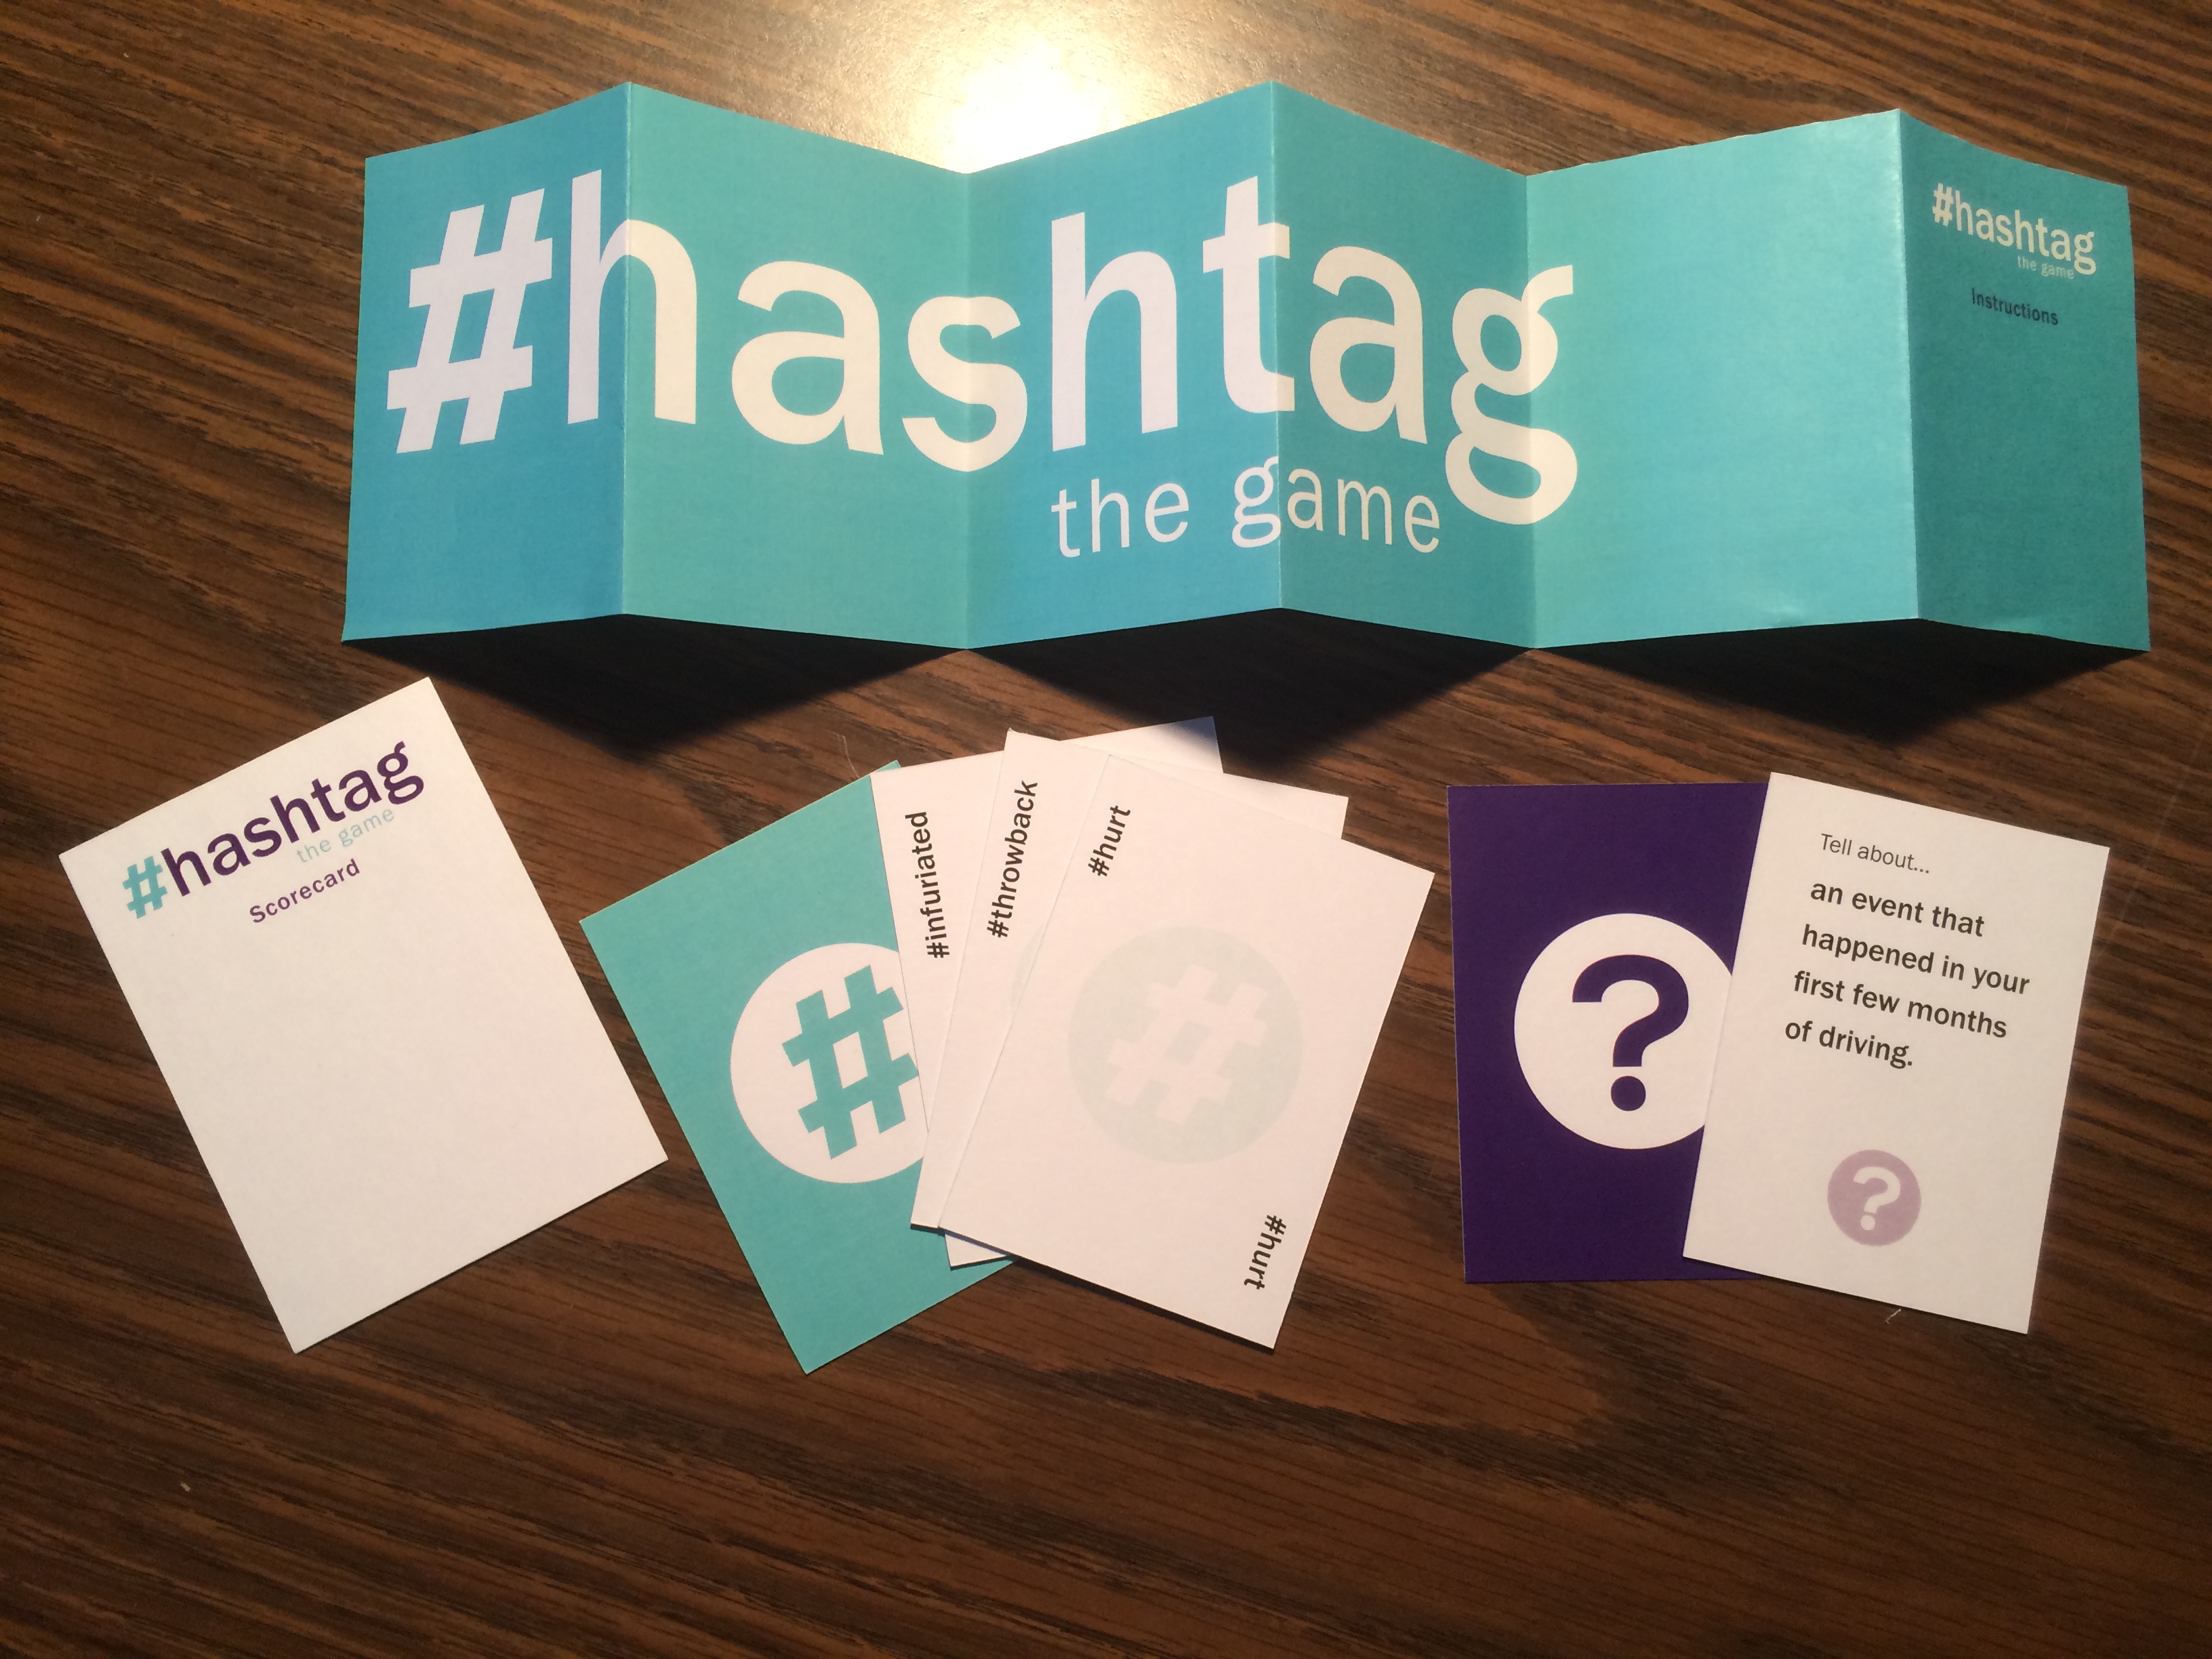 #hashtag
the game
#hashtag
the game
Instructions
#hashtag
the game
Scorecard
#
#infuriated
#throwback
#hurt
#
#hurt
?
Tell about...
an event that
happened in your
first few months
of driving.
?